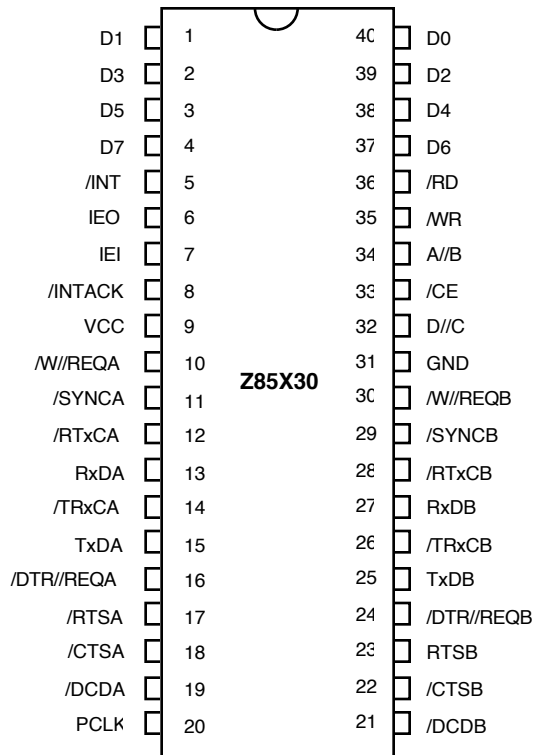 D1 1 40 D0
D3 2 39 D2
D5 3 38 D4
D7 4 37 D6
/INT 5 36 /RD
IEO 6 35 /WR
IEI 7 34 A//B
/INTACK 8 33 /CE
VCC 9 32 D//C
/W//REQA 10 31 GND
Z85X30
/SYNCA 11 30 /W//REQB
/RTxCA 12 29 /SYNCB
RxDA 13 28 /RTxCB
/TRxCA 14 27 RxDB
TxDA 15 26 /TRxCB
/DTR//REQA 16 25 TxDB
/RTSA 17 24 /DTR//REQB
/CTSA 18 23 RTSB
/DCDA 19 22 /CTSB
PCLK 20 21 /DCDB